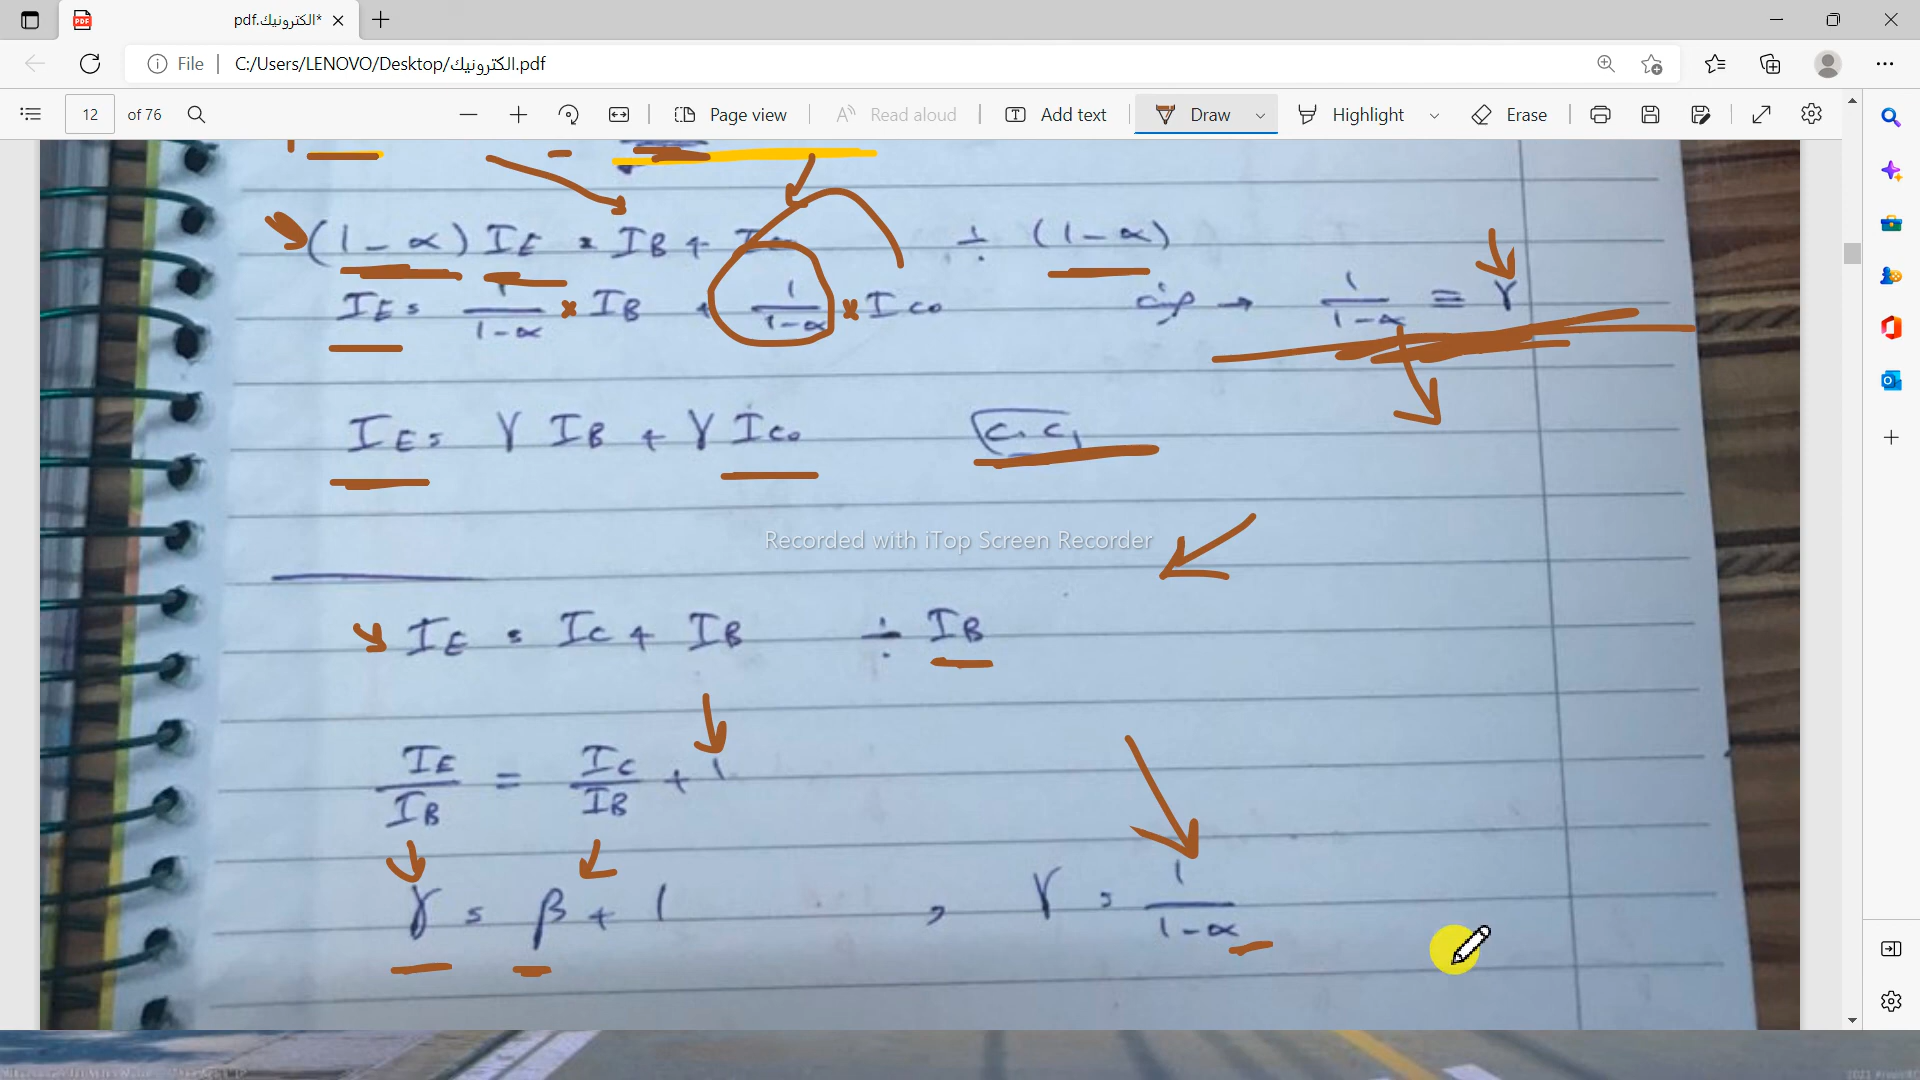 *الكترونيك.pdf
File C:/Users/LENOVO/Desktop/الكترونيك.pdf
12 of 76 Page view Read aloud Add text Draw Highlight Erase
(1-α) IE = IB + ÷ (1-α)
IE = 1/1-α × IB + 1/1-α × Ico → 1/1-α ≡ γ
IE = γ IB + γ Ico C.C
Recorded with iTop Screen Recorder
IE = Ic + IB ÷ IB
IE/IB = Ic/IB + 1
γ = β + 1 , γ = 1/1-α